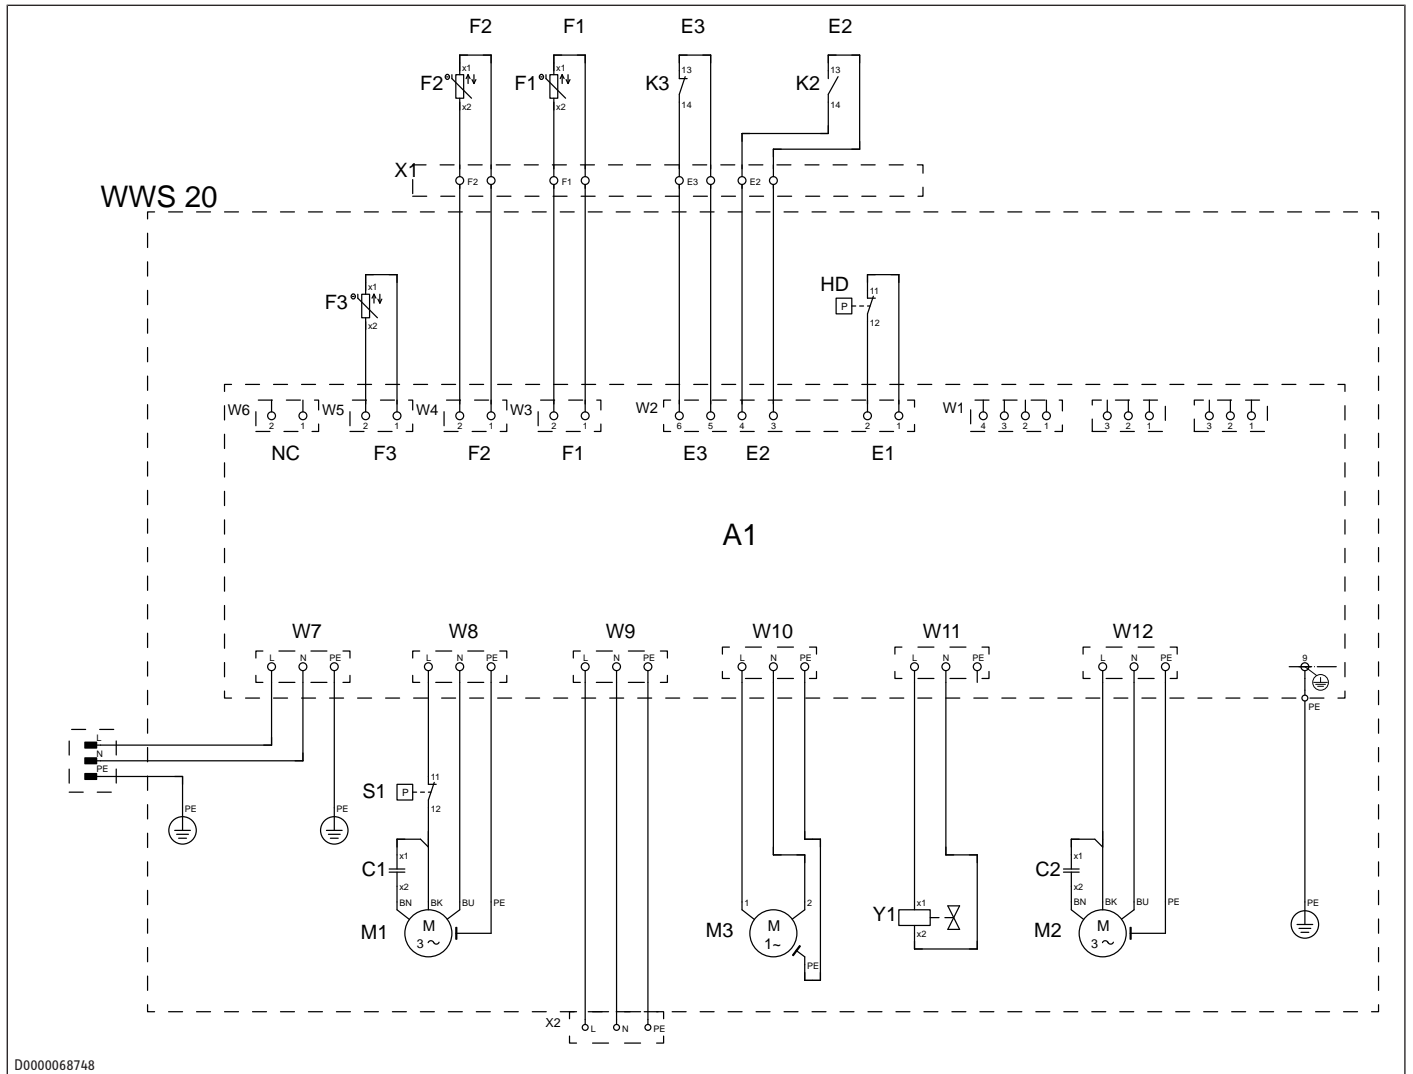 F2 F1 E3 E2
x1 x1 13 13
F2 F1 K3 K2
x2 x2 14 14
X1
F2 F1 E3 E2
WWS 20
x1 11
F3 HD P
x2 12
W6 W5 W4 W3 W2 W1
2 1 2 1 2 1 2 1 6 5 4 3 2 1 4 3 2 1 3 2 1 3 2 1
NC F3 F2 F1 E3 E2 E1
A1
W7 W8 W9 W10 W11 W12
L N PE L N PE L N PE L N PE L N PE L N PE 9
PE
L
N
PE
11
S1 P
12
PE PE
x1 x1
C1 C2
x2 x2
BN BK BU PE 1 2 x1 BN BK BU PE PE
M1 M 3 ~ M3 M 1~ Y1 M2 M 3 ~
x2
PE
X2 L N PE
D0000068748